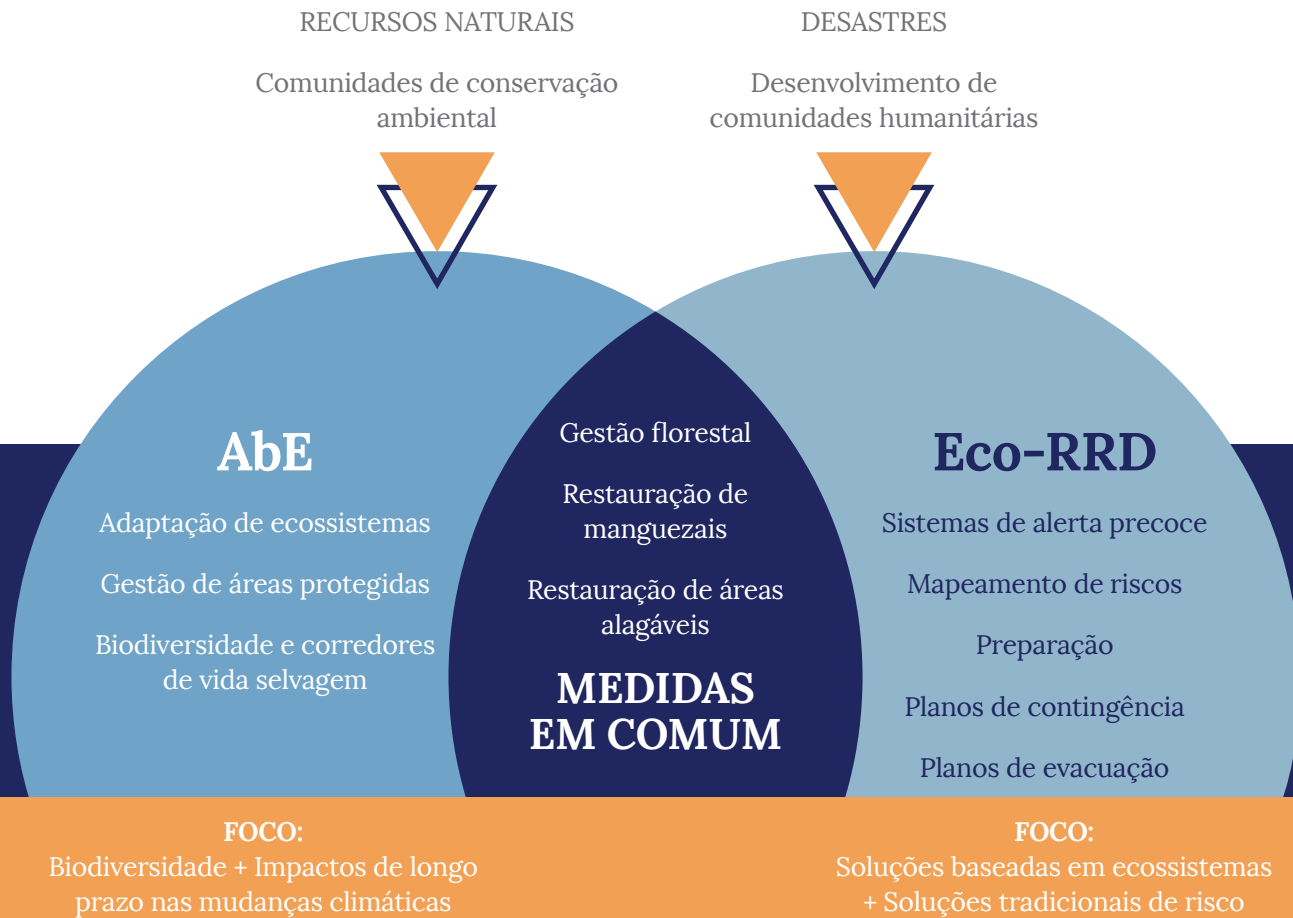 RECURSOS NATURAIS
Comunidades de conservação
ambiental
DESASTRES
Desenvolvimento de
comunidades humanitárias
AbE
Adaptação de ecossistemas
Gestão de áreas protegidas
Biodiversidade e corredores
de vida selvagem
Gestão florestal
Restauração de
manguezais
Restauração de áreas
alagáveis
MEDIDAS
EM COMUM
Eco-RRD
Sistemas de alerta precoce
Mapeamento de riscos
Preparação
Planos de contingência
Planos de evacuação
FOCO:
Biodiversidade + Impactos de longo
prazo nas mudanças climáticas
FOCO:
Soluções baseadas em ecossistemas
+ Soluções tradicionais de risco